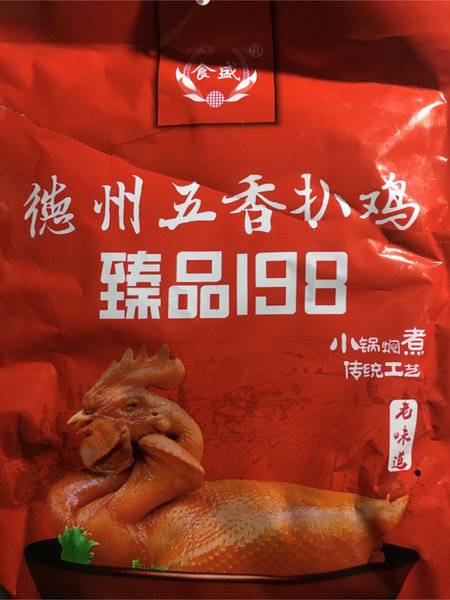 食盛®
德州五香扒鸡
臻品198
小锅焖煮
传统工艺
老味道